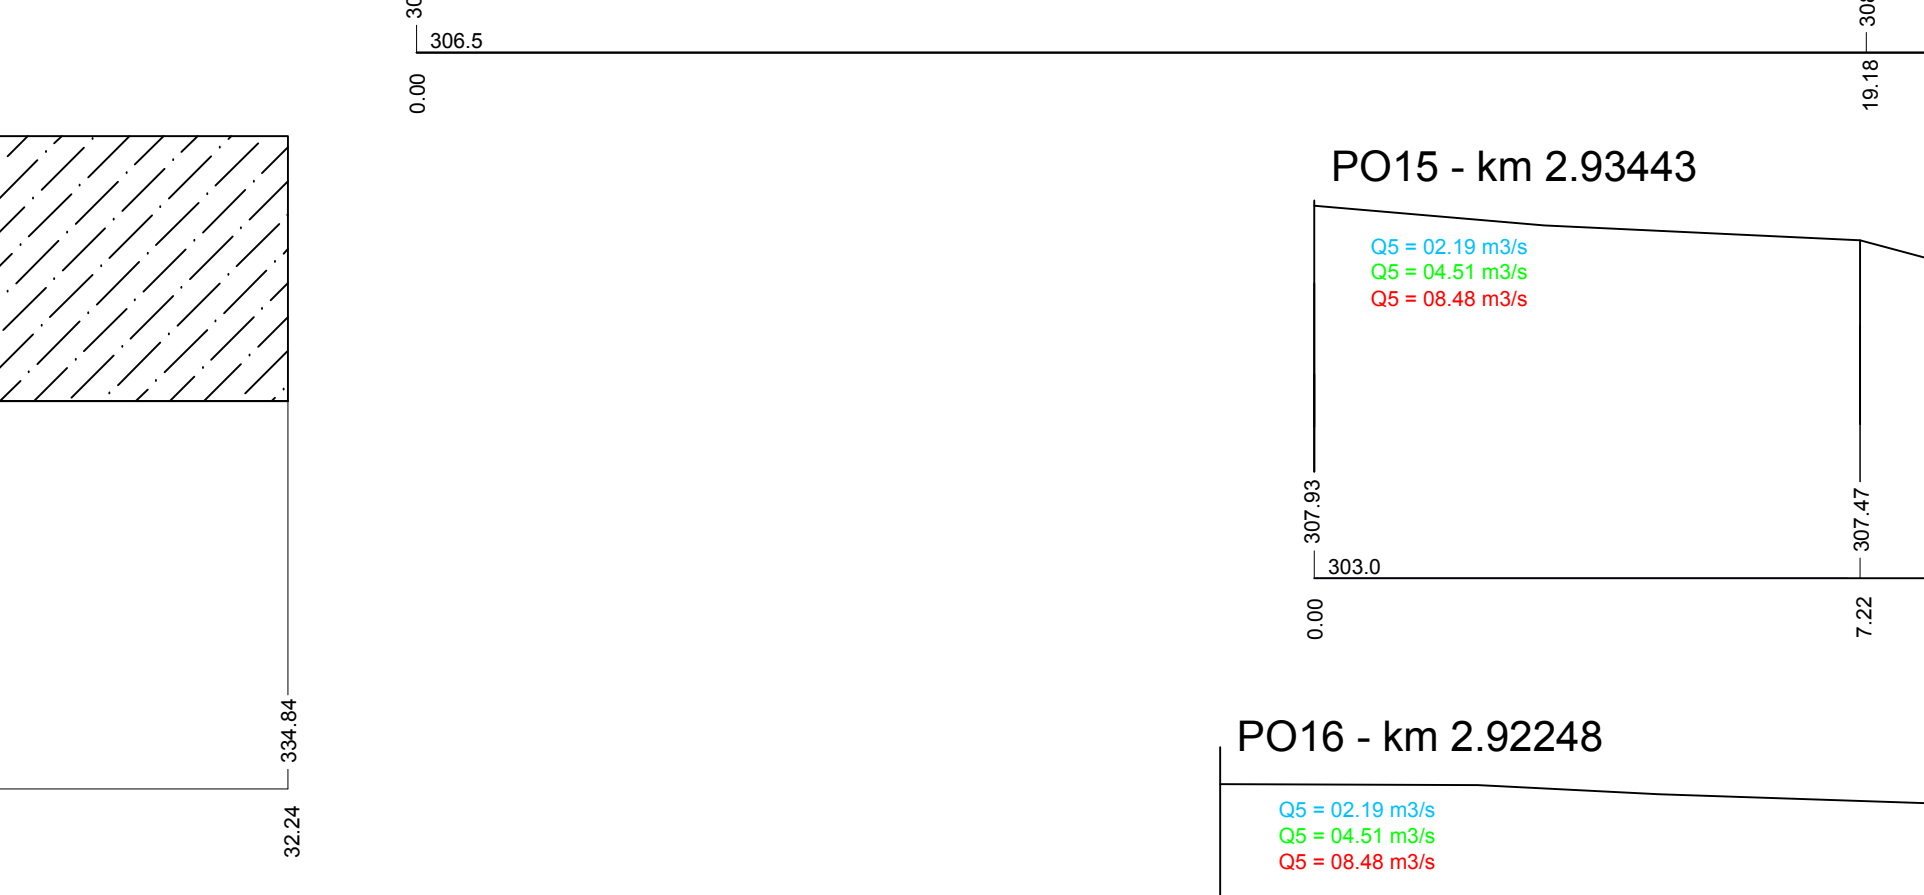 306.5
0.00
19.18
PO15 - km 2.93443
Q5 = 02.19 m3/s
Q5 = 04.51 m3/s
Q5 = 08.48 m3/s
307.93
307.47
303.0
0.00
7.22
334.84
32.24
PO16 - km 2.92248
Q5 = 02.19 m3/s
Q5 = 04.51 m3/s
Q5 = 08.48 m3/s